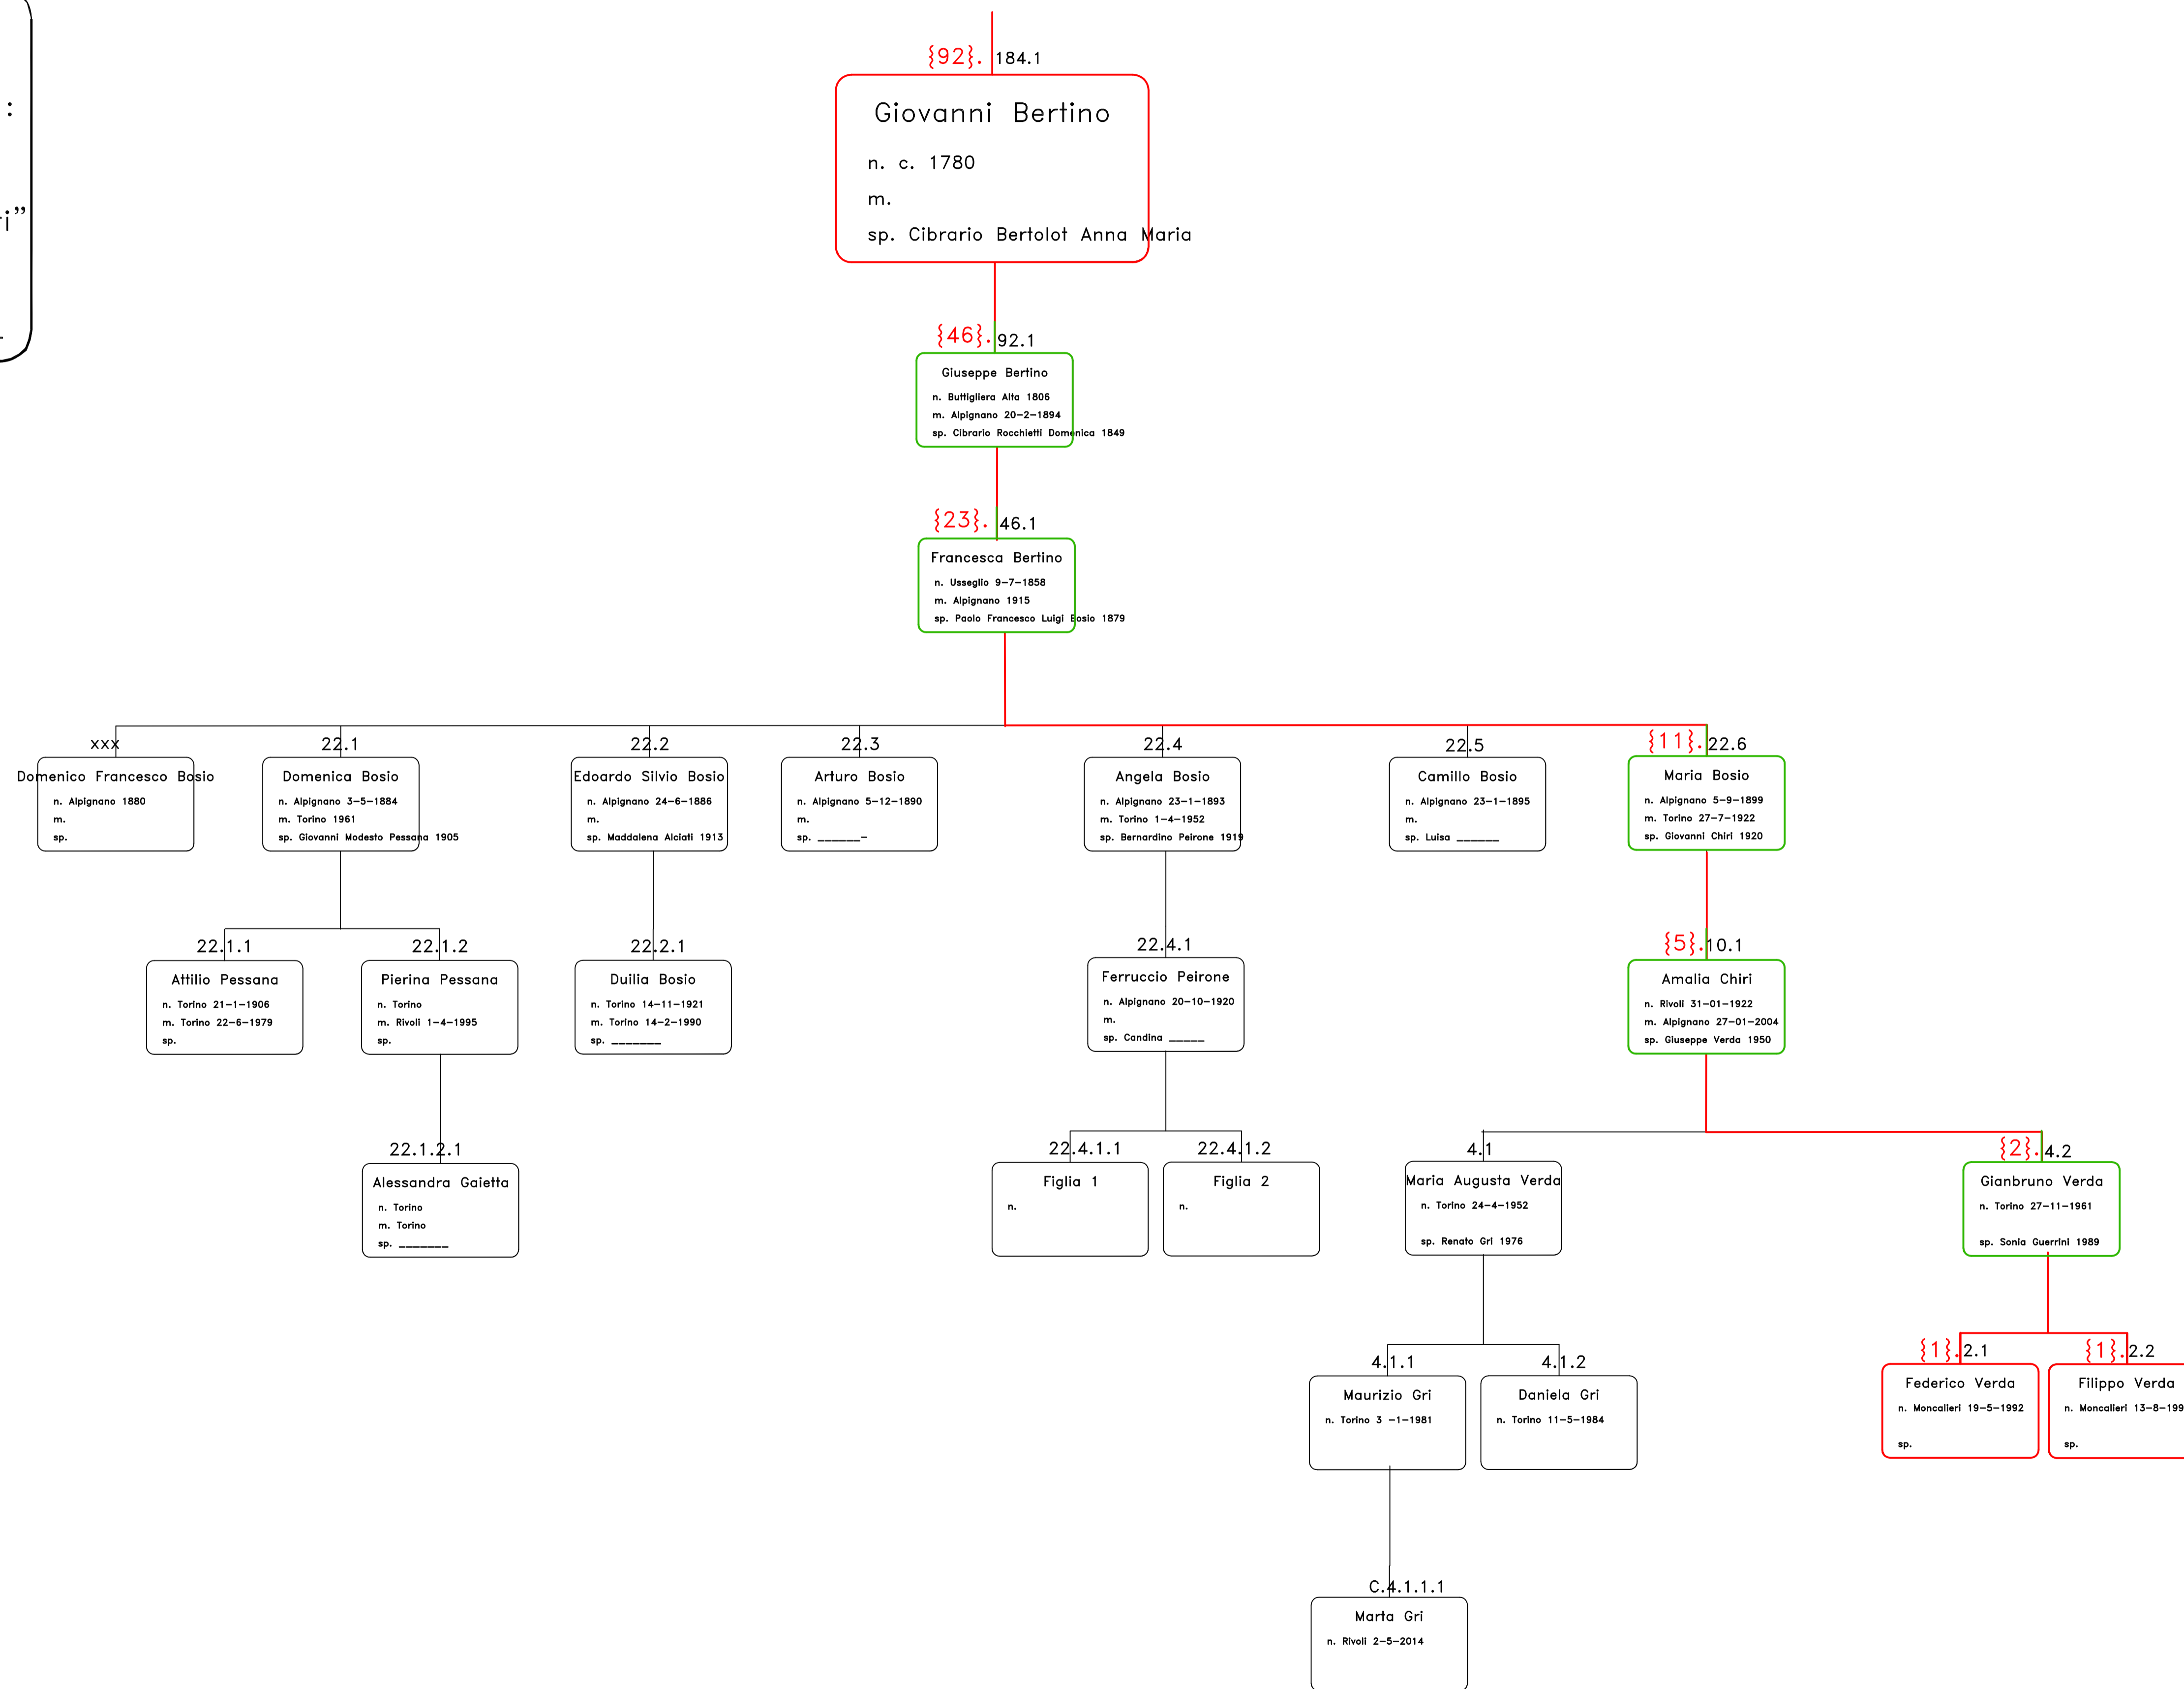 :
i”
{92}. 184.1
Giovanni Bertino
n. c. 1780
m.
sp. Cibrario Bertolot Anna Maria
{46}. 92.1
Giuseppe Bertino
n. Buttigliera Alta 1806
m. Alpignano 20-2-1894
sp. Cibrario Rocchietti Domenica 1849
{23}. 46.1
Francesca Bertino
n. Usseglio 9-7-1858
m. Alpignano 1915
sp. Paolo Francesco Luigi Bosio 1879
xxx
Domenico Francesco Bosio
n. Alpignano 1880
m.
sp.
22.1
Domenica Bosio
n. Alpignano 3-5-1884
m. Torino 1961
sp. Giovanni Modesto Pessana 1905
22.2
Edoardo Silvio Bosio
n. Alpignano 24-6-1886
m.
sp. Maddalena Alciati 1913
22.3
Arturo Bosio
n. Alpignano 5-12-1890
m.
sp. ______-
22.4
Angela Bosio
n. Alpignano 23-1-1893
m. Torino 1-4-1952
sp. Bernardino Peirone 1919
22.5
Camillo Bosio
n. Alpignano 23-1-1895
m.
sp. Luisa ______
{11}. 22.6
Maria Bosio
n. Alpignano 5-9-1899
m. Torino 27-7-1922
sp. Giovanni Chiri 1920
22.1.1
Attilio Pessana
n. Torino 21-1-1906
m. Torino 22-6-1979
sp.
22.1.2
Pierina Pessana
n. Torino
m. Rivoli 1-4-1995
sp.
22.2.1
Duilia Bosio
n. Torino 14-11-1921
m. Torino 14-2-1990
sp. _______
22.4.1
Ferruccio Peirone
n. Alpignano 20-10-1920
m.
sp. Candina _____
{5}. 10.1
Amalia Chiri
n. Rivoli 31-01-1922
m. Alpignano 27-01-2004
sp. Giuseppe Verda 1950
22.1.2.1
Alessandra Gaietta
n. Torino
m. Torino
sp. _______
22.4.1.1
Figlia 1
n.
22.4.1.2
Figlia 2
n.
4.1
Maria Augusta Verda
n. Torino 24-4-1952
sp. Renato Gri 1976
{2}. 4.2
Gianbruno Verda
n. Torino 27-11-1961
sp. Sonia Guerrini 1989
4.1.1
Maurizio Gri
n. Torino 3 -1-1981
4.1.2
Daniela Gri
n. Torino 11-5-1984
{1}. 2.1
Federico Verda
n. Moncalieri 19-5-1992
sp.
{1}. 2.2
Filippo Verda
n. Moncalieri 13-8-199
sp.
C.4.1.1.1
Marta Gri
n. Rivoli 2-5-2014